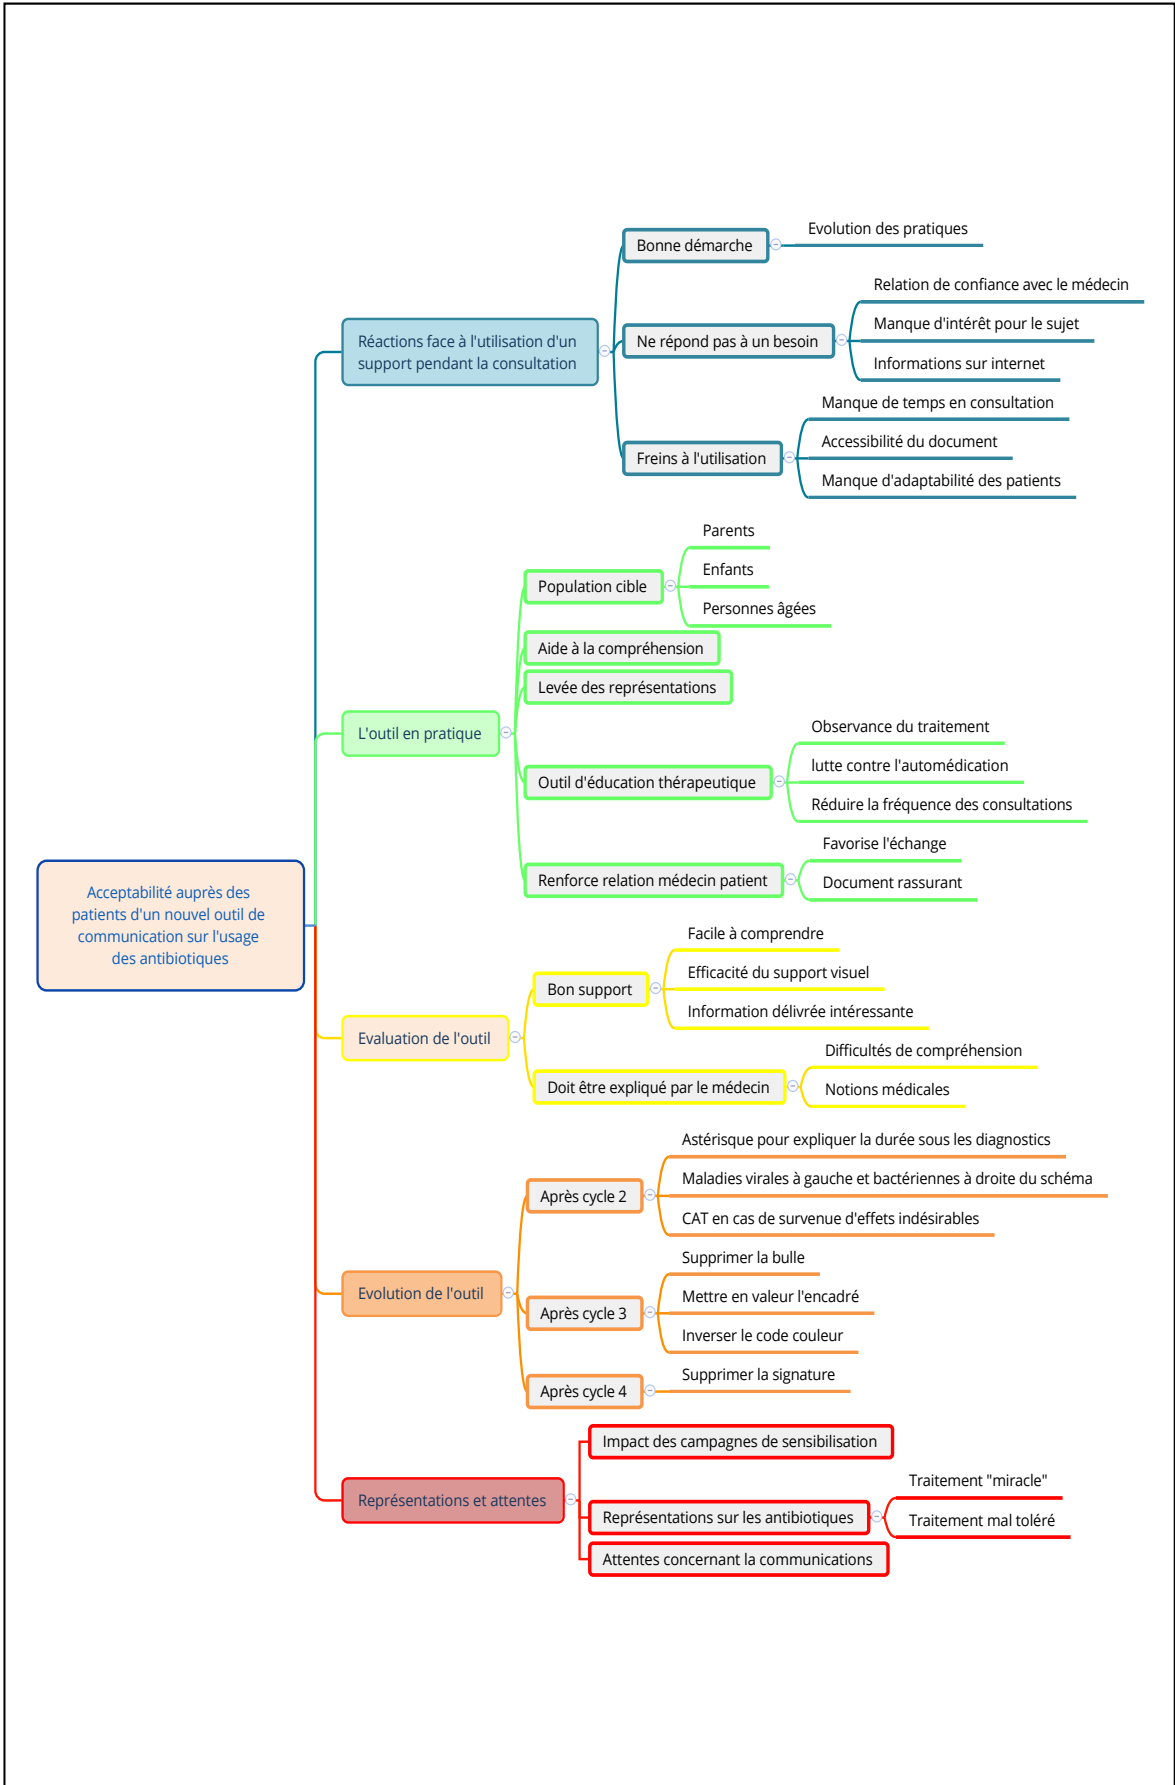 Acceptabilité auprès des
patients d'un nouvel outil de
communication sur l'usage
des antibiotiques
Réactions face à l'utilisation d'un
support pendant la consultation
Bonne démarche
Evolution des pratiques
Ne répond pas à un besoin
Relation de confiance avec le médecin
Manque d'intérêt pour le sujet
Informations sur internet
Freins à l'utilisation
Manque de temps en consultation
Accessibilité du document
Manque d'adaptabilité des patients
L'outil en pratique
Population cible
Parents
Enfants
Personnes âgées
Aide à la compréhension
Levée des représentations
Outil d'éducation thérapeutique
Observance du traitement
lutte contre l'automédication
Réduire la fréquence des consultations
Renforce relation médecin patient
Favorise l'échange
Document rassurant
Evaluation de l'outil
Bon support
Facile à comprendre
Efficacité du support visuel
Information délivrée intéressante
Doit être expliqué par le médecin
Difficultés de compréhension
Notions médicales
Evolution de l'outil
Après cycle 2
Astérisque pour expliquer la durée sous les diagnostics
Maladies virales à gauche et bactériennes à droite du schéma
CAT en cas de survenue d'effets indésirables
Après cycle 3
Supprimer la bulle
Mettre en valeur l'encadré
Inverser le code couleur
Après cycle 4
Supprimer la signature
Représentations et attentes
Impact des campagnes de sensibilisation
Représentations sur les antibiotiques
Traitement "miracle"
Traitement mal toléré
Attentes concernant la communications